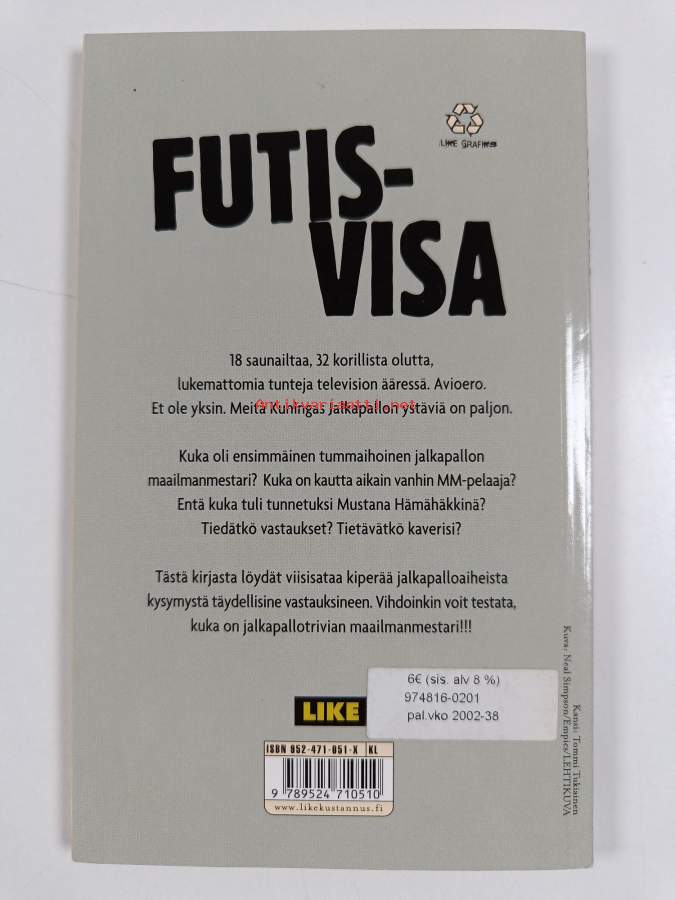 LIKE GRAFIKS
FUTIS-
VISA
18 saunailtaa, 32 korillista olutta,
lukemattomia tunteja television ääressä. Avioero.
Antikvariaatti.net
Et ole yksin. Meitä Kuningas Jalkapallon ystäviä on paljon.
Kuka oli ensimmäinen tummaihoinen jalkapallon
maailmanmestari? Kuka on kautta aikain vanhin MM-pelaaja?
Entä kuka tuli tunnetuksi Mustana Hämähäkkinä?
Tiedätkö vastaukset? Tietävätkö kaverisi?
Tästä kirjasta löydät viisisataa kiperää jalkapalloaiheista
kysymystä täydellisine vastauksineen. Vihdoinkin voit testata,
kuka on jalkapallotrivian maailmanmestari!!!
LIKE
6€ (sis. alv 8 %)
974816-0201
pal.vko 2002-38
ISBN 952-471-051-X KL
9 789524 710510
www.likekustannus.fi
Kansi: Tommi Tukiainen
Kuva: Neal Simpson/Empics/LEHTIKUVA